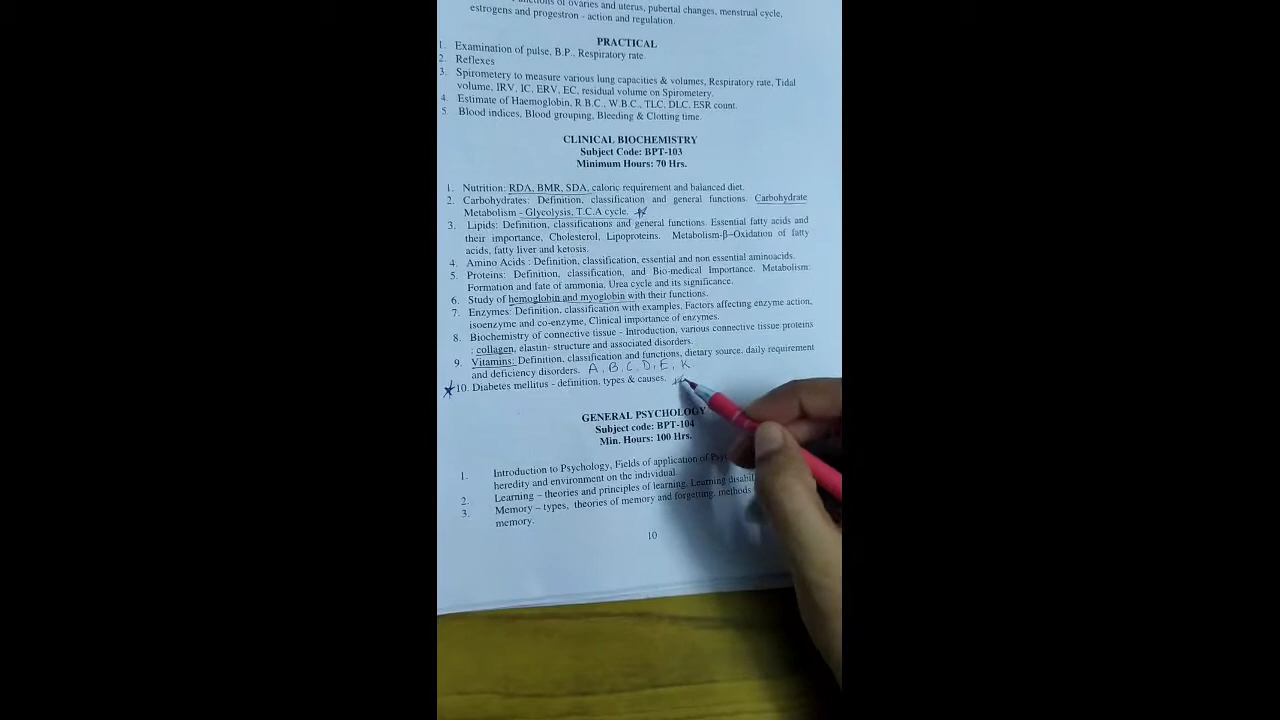 functions of ovaries and uterus, pubertal changes, menstrual cycle,
estrogens and progestron - action and regulation.
PRACTICAL
1. Examination of pulse, B.P., Respiratory rate.
2. Reflexes
3. Spirometery to measure various lung capacities & volumes, Respiratory rate, Tidal
volume, IRV, IC, ERV, EC, residual volume on Spirometery.
4. Estimate of Haemoglobin, R.B.C., W.B.C., TLC, DLC, ESR count.
5. Blood indices, Blood grouping, Bleeding & Clotting time.
CLINICAL BIOCHEMISTRY
Subject Code: BPT-103
Minimum Hours: 70 Hrs.
1. Nutrition: RDA, BMR, SDA, caloric requirement and balanced diet.
2. Carbohydrates: Definition, classification and general functions. Carbohydrate
Metabolism - Glycolysis, T.C.A cycle.
3. Lipids: Definition, classifications and general functions. Essential fatty acids and
their importance, Cholesterol, Lipoproteins. Metabolism-β–Oxidation of fatty
acids, fatty liver and ketosis.
4. Amino Acids : Definition, classification, essential and non essential aminoacids.
5. Proteins: Definition, classification, and Bio-medical Importance. Metabolism:
Formation and fate of ammonia, Urea cycle and its significance.
6. Study of hemoglobin and myoglobin with their functions.
7. Enzymes: Definition, classification with examples, Factors affecting enzyme action,
isoenzyme and co-enzyme, Clinical importance of enzymes.
8. Biochemistry of connective tissue - Introduction, various connective tissue proteins
: collagen, elastin- structure and associated disorders.
9. Vitamins: Definition, classification and functions, dietary source, daily requirement
and deficiency disorders. A, B, C, D, E, K
10. Diabetes mellitus - definition, types & causes.
GENERAL PSYCHOLOGY
Subject code: BPT-104
Min. Hours: 100 Hrs.
1. Introduction to Psychology, Fields of application of
heredity and environment on the individual.
2. Learning – theories and principles of learning, Learning
3. Memory – types, theories of memory and forgetting, methods
memory.
10